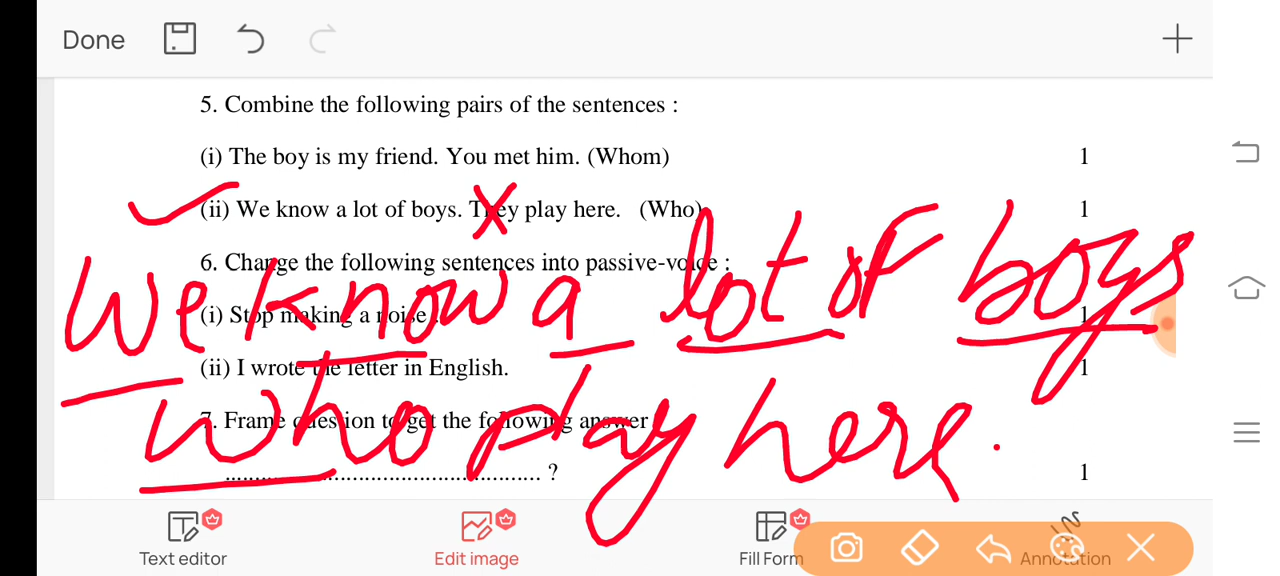 Done
5. Combine the following pairs of the sentences :
(i) The boy is my friend. You met him. (Whom) 1
(ii) We know a lot of boys. They play here. (Who) 1
6. Change the following sentences into passive-voice :
We know a lot of boys
(i) Stop making a noise. 1
(ii) I wrote the letter in English. 1
who play here.
7. Frame question to get the following answer
........................................................ ? 1
Text editor Edit image Fill Form Annotation